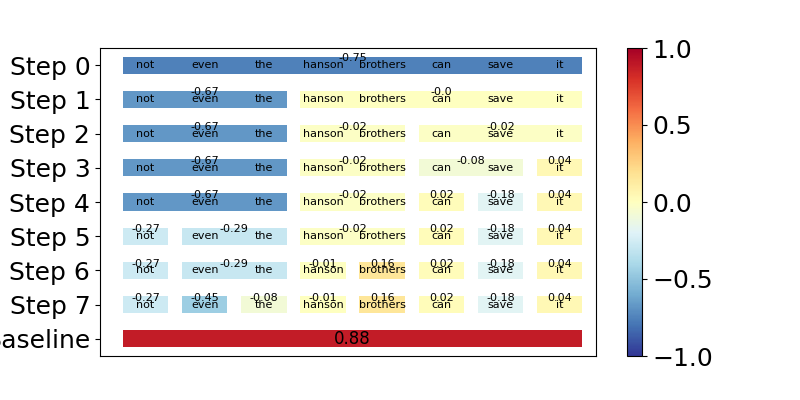 -0.75
Step 0 not even the hanson brothers can save it
-0.67 -0.0
Step 1 not even the hanson brothers can save it
-0.67 -0.02 -0.02
Step 2 not even the hanson brothers can save it
-0.67 -0.02 -0.08 0.04
Step 3 not even the hanson brothers can save it
-0.67 -0.02 0.02 -0.18 0.04
Step 4 not even the hanson brothers can save it
-0.27 -0.29 -0.02 0.02 -0.18 0.04
Step 5 not even the hanson brothers can save it
-0.27 -0.29 -0.01 0.16 0.02 -0.18 0.04
Step 6 not even the hanson brothers can save it
-0.27 -0.45 -0.08 -0.01 0.16 0.02 -0.18 0.04
Step 7 not even the hanson brothers can save it
aseline 0.88
1.0
0.5
0.0
−0.5
−1.0